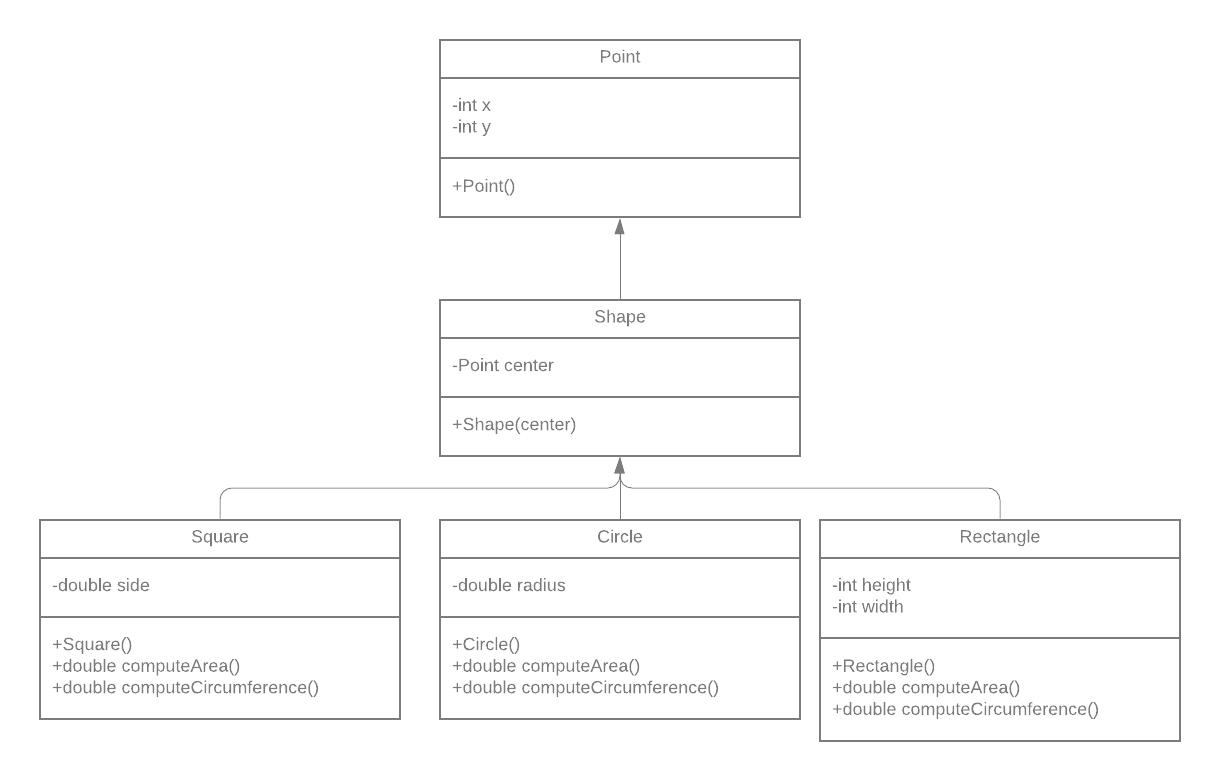 Point
-int x
-int y
+Point()
Shape
-Point center
+Shape(center)
Square
-double side
+Square()
+double computeArea()
+double computeCircumference()
Circle
-double radius
+Circle()
+double computeArea()
+double computeCircumference()
Rectangle
-int height
-int width
+Rectangle()
+double computeArea()
+double computeCircumference()